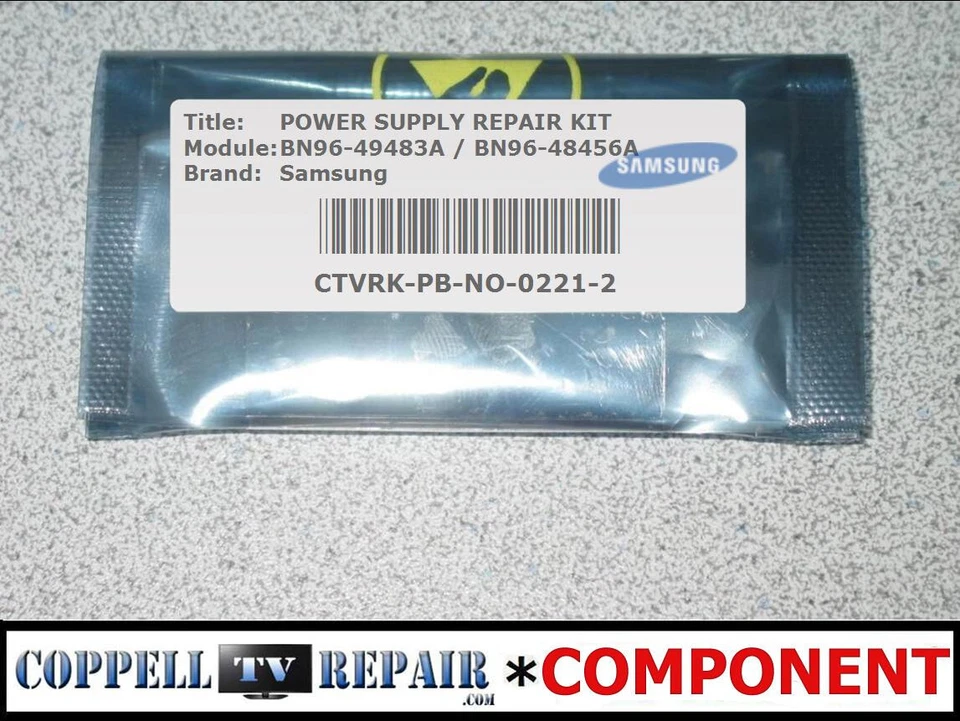 Title: POWER SUPPLY REPAIR KIT
Module: BN96-49483A / BN96-48456A
Brand: Samsung
SAMSUNG
CTVRK-PB-NO-0221-2
COPPELL TV REPAIR .COM *COMPONENT